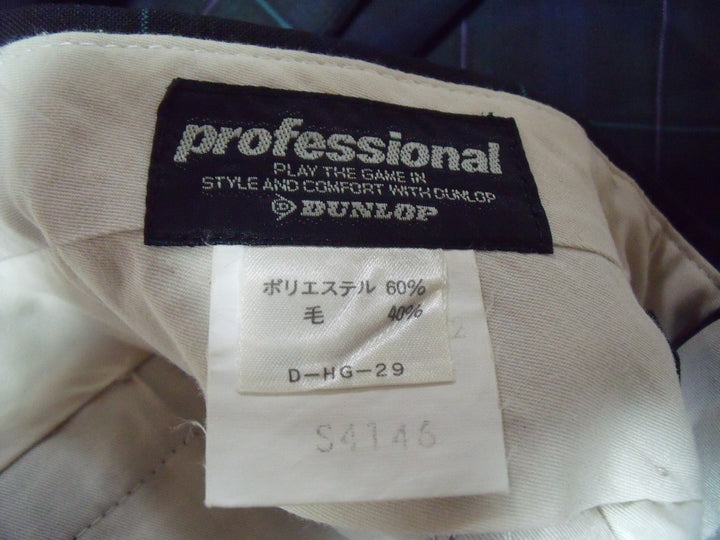 professional
PLAY THE GAME IN
STYLE AND COMFORT WITH DUNLOP
DUNLOP
ポリエステル 60%
毛 40%
D-HG-29
S4146